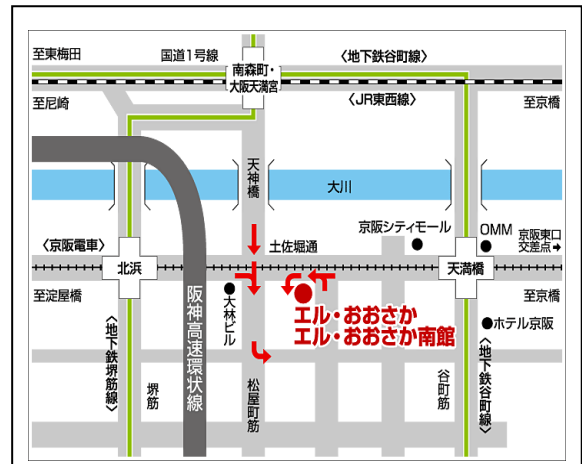 至東梅田
国道1号線
〈地下鉄谷町線〉
南森町・
大阪天満宮
至尼崎
〈JR東西線〉
至京橋
天神橋
大川
京阪シティモール
OMM
京阪東口
交差点➡
〈京阪電車〉
土佐堀通
北浜
天満橋
至淀屋橋
大林ビル
エル・おおさか
エル・おおさか南館
至京橋
ホテル京阪
阪神高速環状線
〈地下鉄堺筋線〉
堺筋
松屋町筋
谷町筋
〈地下鉄谷町線〉